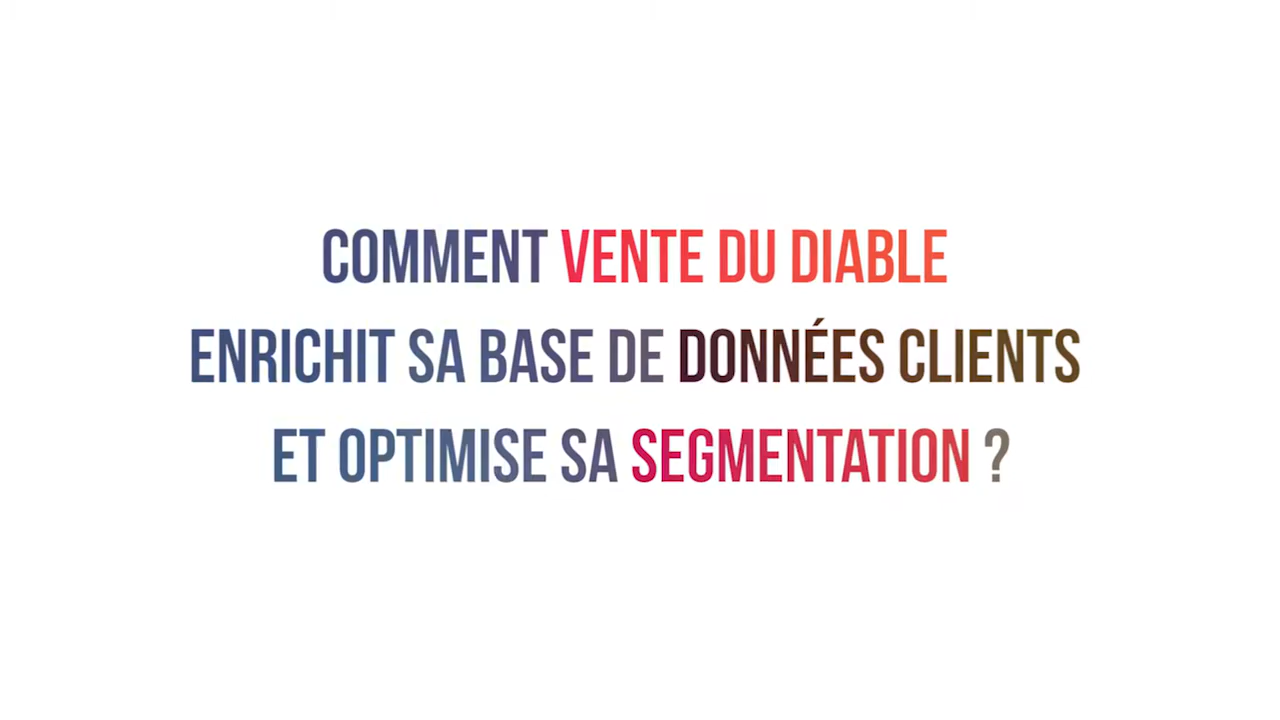 COMMENT VENTE DU DIABLE
ENRICHIT SA BASE DE DONNÉES CLIENTS
ET OPTIMISE SA SEGMENTATION ?